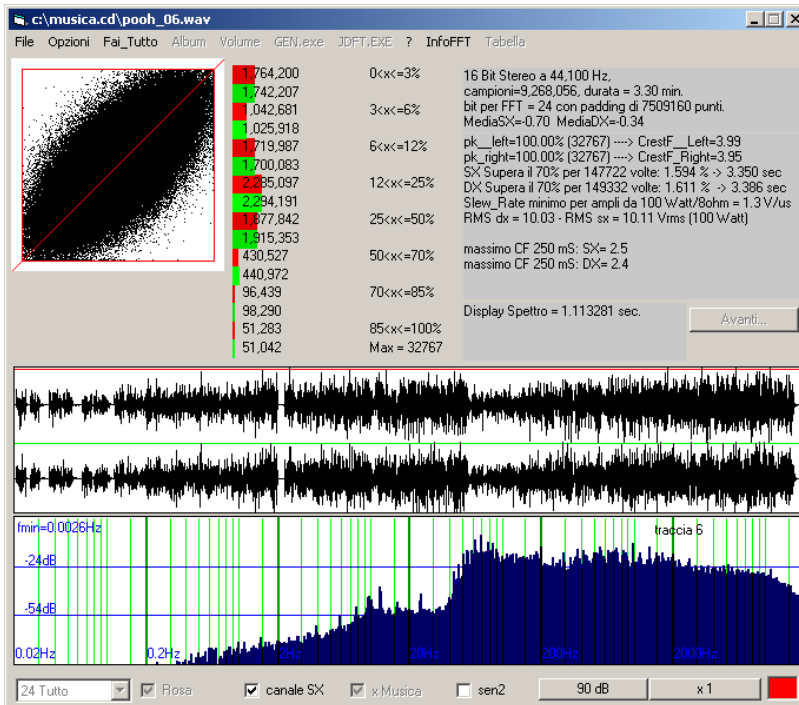 c:\musica.cd\pooh_06.wav
File Opzioni Fai_Tutto Album Volume GEN.exe JDFT.EXE ? InfoFFT Tabella
1,764,200 0<x<=3%
1,742,207
1,042,681 3<x<=6%
1,025,918
1,719,987 6<x<=12%
1,700,083
2,285,097 12<x<=25%
2,294,191
1,877,842 25<x<=50%
1,915,353
430,527 50<x<=70%
440,972
96,439 70<x<=85%
98,290
51,283 85<x<=100%
51,042 Max = 32767
16 Bit Stereo a 44,100 Hz,
campioni=9,268,056, durata = 3.30 min.
bit per FFT = 24 con padding di 7509160 punti.
MediaSX=-0.70 MediaDX=-0.34
pk__left=100.00% (32767) ----> CrestF__Left=3.99
pk_right=100.00% (32767) ----> CrestF_Right=3.95
SX Supera il 70% per 147722 volte: 1.594 % -> 3.350 sec
DX Supera il 70% per 149332 volte: 1.611 % -> 3.386 sec
Slew_Rate minimo per ampli da 100 Watt/8ohm = 1.3 V/us
RMS dx = 10.03 - RMS sx = 10.11 Vrms (100 Watt)
massimo CF 250 mS: SX= 2.5
massimo CF 250 mS: DX= 2.4
Display Spettro = 1.113281 sec.
Avanti...
fmin=0.0026Hz
traccia 6
-24dB
-54dB
0.02Hz 0.2Hz 2Hz 20Hz 200Hz 2000Hz
24 Tutto Rosa canale SX x Musica sen2 90 dB x 1